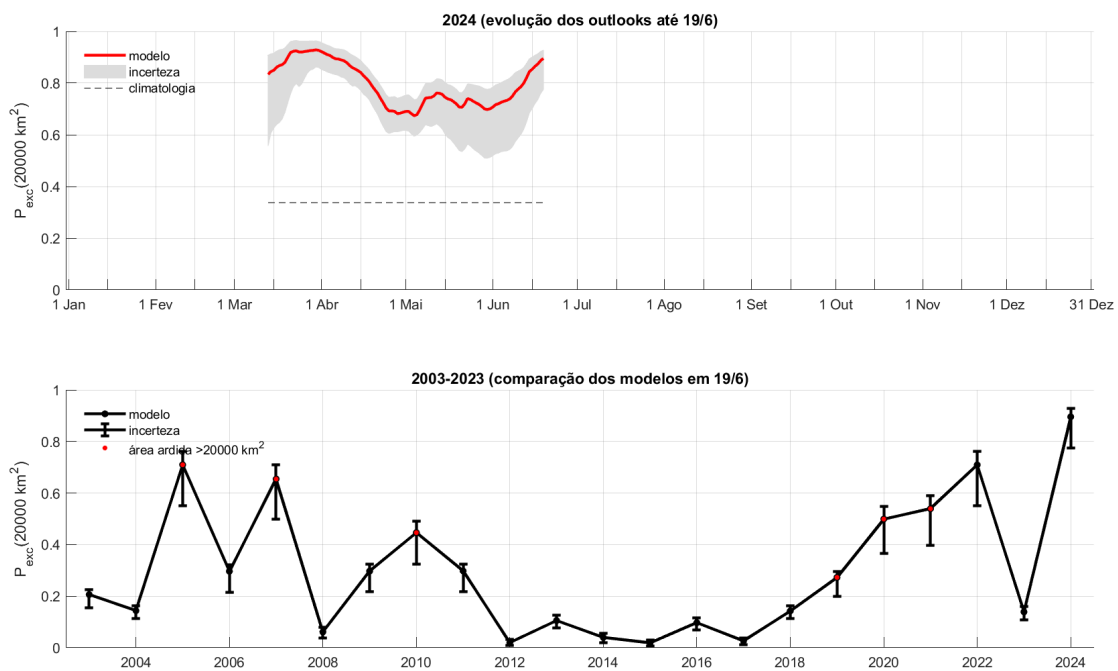 2024 (evolução dos outlooks até 19/6)
P_exc(20000 km²)
1
0.8
0.6
0.4
0.2
0
modelo
incerteza
climatologia
1 Jan 1 Fev 1 Mar 1 Abr 1 Mai 1 Jun 1 Jul 1 Ago 1 Set 1 Out 1 Nov 1 Dez 31 Dez
2003-2023 (comparação dos modelos em 19/6)
P_exc(20000 km²)
1
0.8
0.6
0.4
0.2
0
modelo
incerteza
área ardida >20000 km²
2004 2006 2008 2010 2012 2014 2016 2018 2020 2022 2024